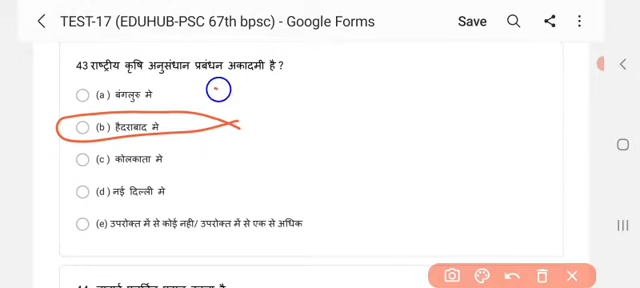 TEST-17 (EDUHUB-PSC 67th bpsc) - Google Forms Save
43 राष्ट्रीय कृषि अनुसंधान प्रबंधन अकादमी है ?
(a ) बंगलुरु मे
(b ) हैदराबाद मे
(c ) कोलकाता मे
(d ) नई दिल्ली मे
(e) उपरोक्त में से कोई नही/ उपरोक्त में से एक से अधिक